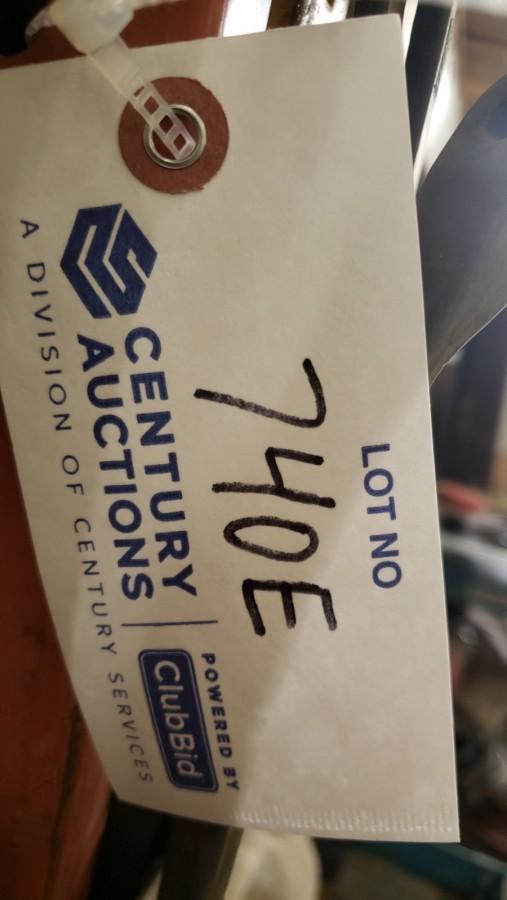 LOT NO
740E
CENTURY
AUCTIONS
POWERED BY
ClubBid
A DIVISION OF CENTURY SERVICES